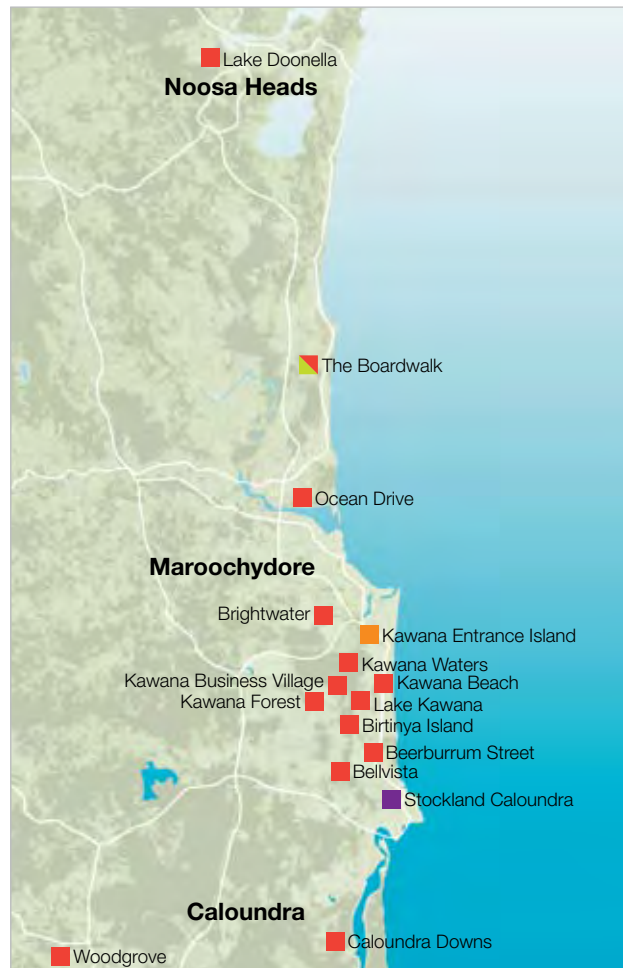 Lake Doonella
Noosa Heads
The Boardwalk
Ocean Drive
Maroochydore
Brightwater
Kawana Entrance Island
Kawana Waters
Kawana Business Village
Kawana Beach
Kawana Forest
Lake Kawana
Birtinya Island
Beerburrum Street
Bellvista
Stockland Caloundra
Caloundra
Caloundra Downs
Woodgrove